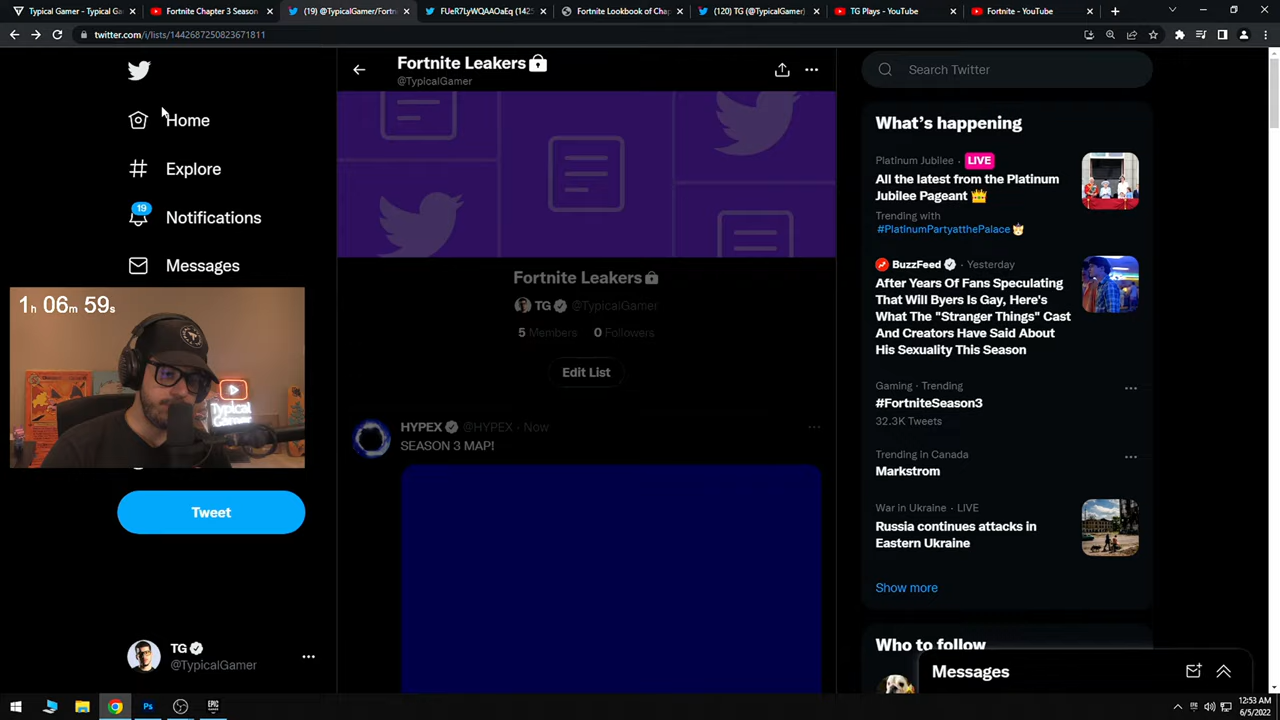 Typical Gamer - Typical Ga
Fortnite Chapter 3 Season
(19) @TypicalGamer/Fortn
FUeR7LyWQAAOaEq (142
Fortnite Lookbook of Cha
(120) TG (@TypicalGamer)
TG Plays - YouTube
Fortnite - YouTube
twitter.com/i/lists/1442687250823671811
Home
Explore
19
Notifications
Messages
1h 06m 59s
Typical
Gamer
Tweet
TG
@TypicalGamer
Fortnite Leakers
@TypicalGamer
Fortnite Leakers
TG @TypicalGamer
5 Members 0 Followers
Edit List
HYPEX @HYPEX · Now
SEASON 3 MAP!
Search Twitter
What's happening
Platinum Jubilee · LIVE
All the latest from the Platinum
Jubilee Pageant 👑
Trending with
#PlatinumPartyatthePalace
BuzzFeed · Yesterday
After Years Of Fans Speculating
That Will Byers Is Gay, Here's
What The "Stranger Things" Cast
And Creators Have Said About
His Sexuality This Season
Gaming · Trending
#FortniteSeason3
32.3K Tweets
Trending in Canada
Markstrom
War in Ukraine · LIVE
Russia continues attacks in
Eastern Ukraine
Show more
Who to follow
Messages
Ps
EPIC
12:53 AM
6/5/2022